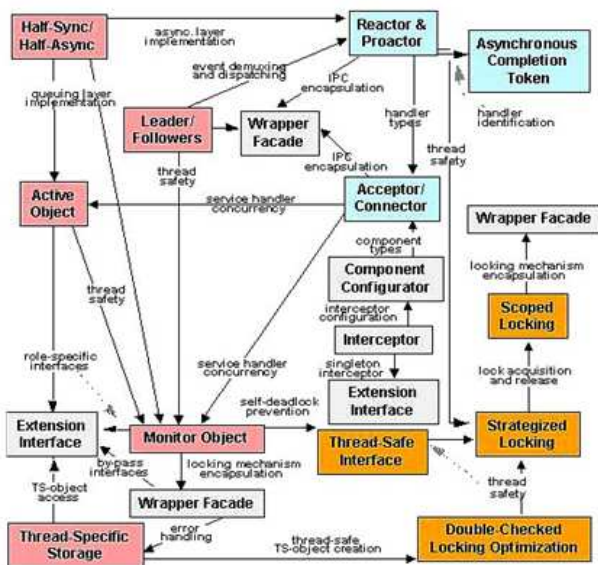 Half-Sync/
Half-Async
async. layer
implementation
Reactor &
Proactor
Asynchronous
Completion
Token
event demuxing
and dispatching
IPC
encapsulation
queuing layer
implementation
Leader/
Followers
Wrapper
Facade
handler
types
handler
identification
thread
safety
thread
safety
IPC
encapsulation
Active
Object
service handler
concurrency
Acceptor/
Connector
Wrapper Facade
component
types
Component
Configurator
locking mechanism
encapsulation
thread
safety
interceptor
configuration
Scoped
Locking
Interceptor
role-specific
interfaces
service handler
concurrency
singleton
interceptor
lock acquisition
and release
Extension
Interface
self-deadlock
prevention
Extension
Interface
Monitor Object
Thread-Safe
Interface
Strategized
Locking
by-pass
interfaces
locking mechanism
encapsulation
TS-object
access
Wrapper Facade
thread
safety
error
handling
Thread-Specific
Storage
thread-safe
TS-object creation
Double-Checked
Locking Optimization